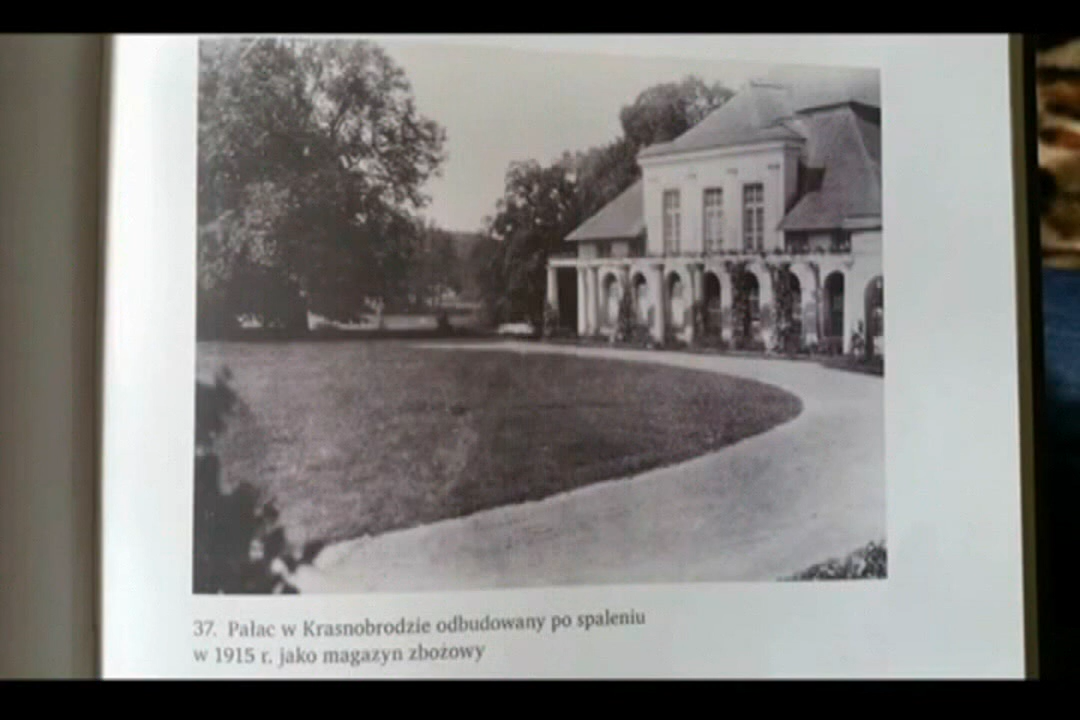 37. Pałac w Krasnobrodzie odbudowany po spaleniu
w 1915 r. jako magazyn zbożowy